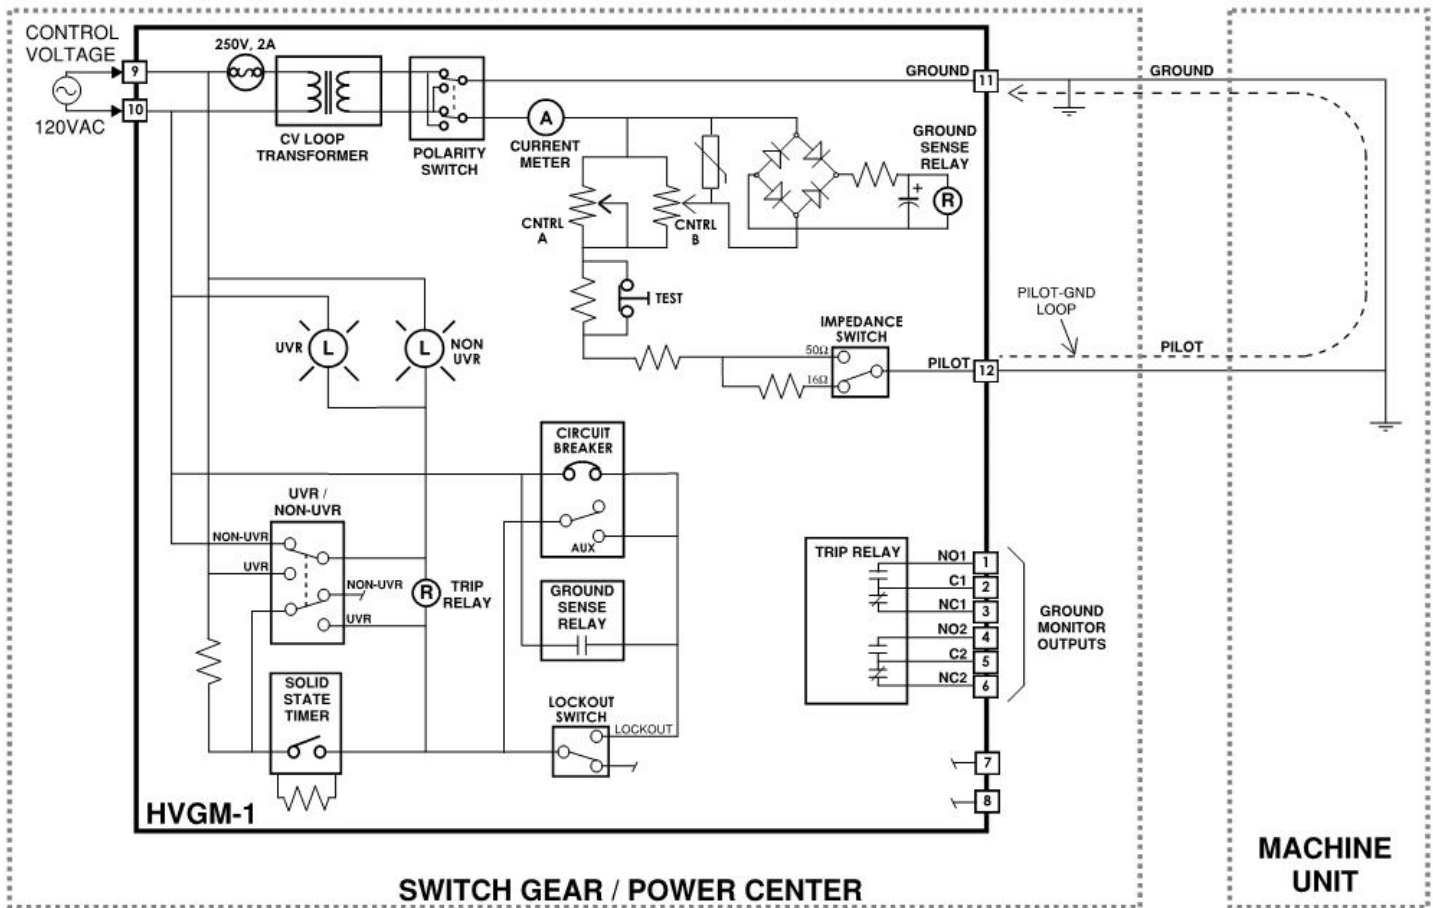 CONTROL
VOLTAGE
120VAC
9
10
250V, 2A
CV LOOP
TRANSFORMER
POLARITY
SWITCH
A
CURRENT
METER
GROUND
11
GROUND
GROUND
SENSE
RELAY
+
R
CNTRL
A
CNTRL
B
TEST
PILOT-GND
LOOP
IMPEDANCE
SWITCH
50Ω
16Ω
PILOT
12
PILOT
UVR
L
L
NON
UVR
CIRCUIT
BREAKER
AUX
UVR /
NON-UVR
NON-UVR
UVR
NON-UVR
UVR
R
TRIP
RELAY
GROUND
SENSE
RELAY
SOLID
STATE
TIMER
LOCKOUT
SWITCH
LOCKOUT
TRIP RELAY
NO1
1
C1
2
NC1
3
NO2
4
C2
5
NC2
6
GROUND
MONITOR
OUTPUTS
7
8
HVGM-1
SWITCH GEAR / POWER CENTER
MACHINE
UNIT